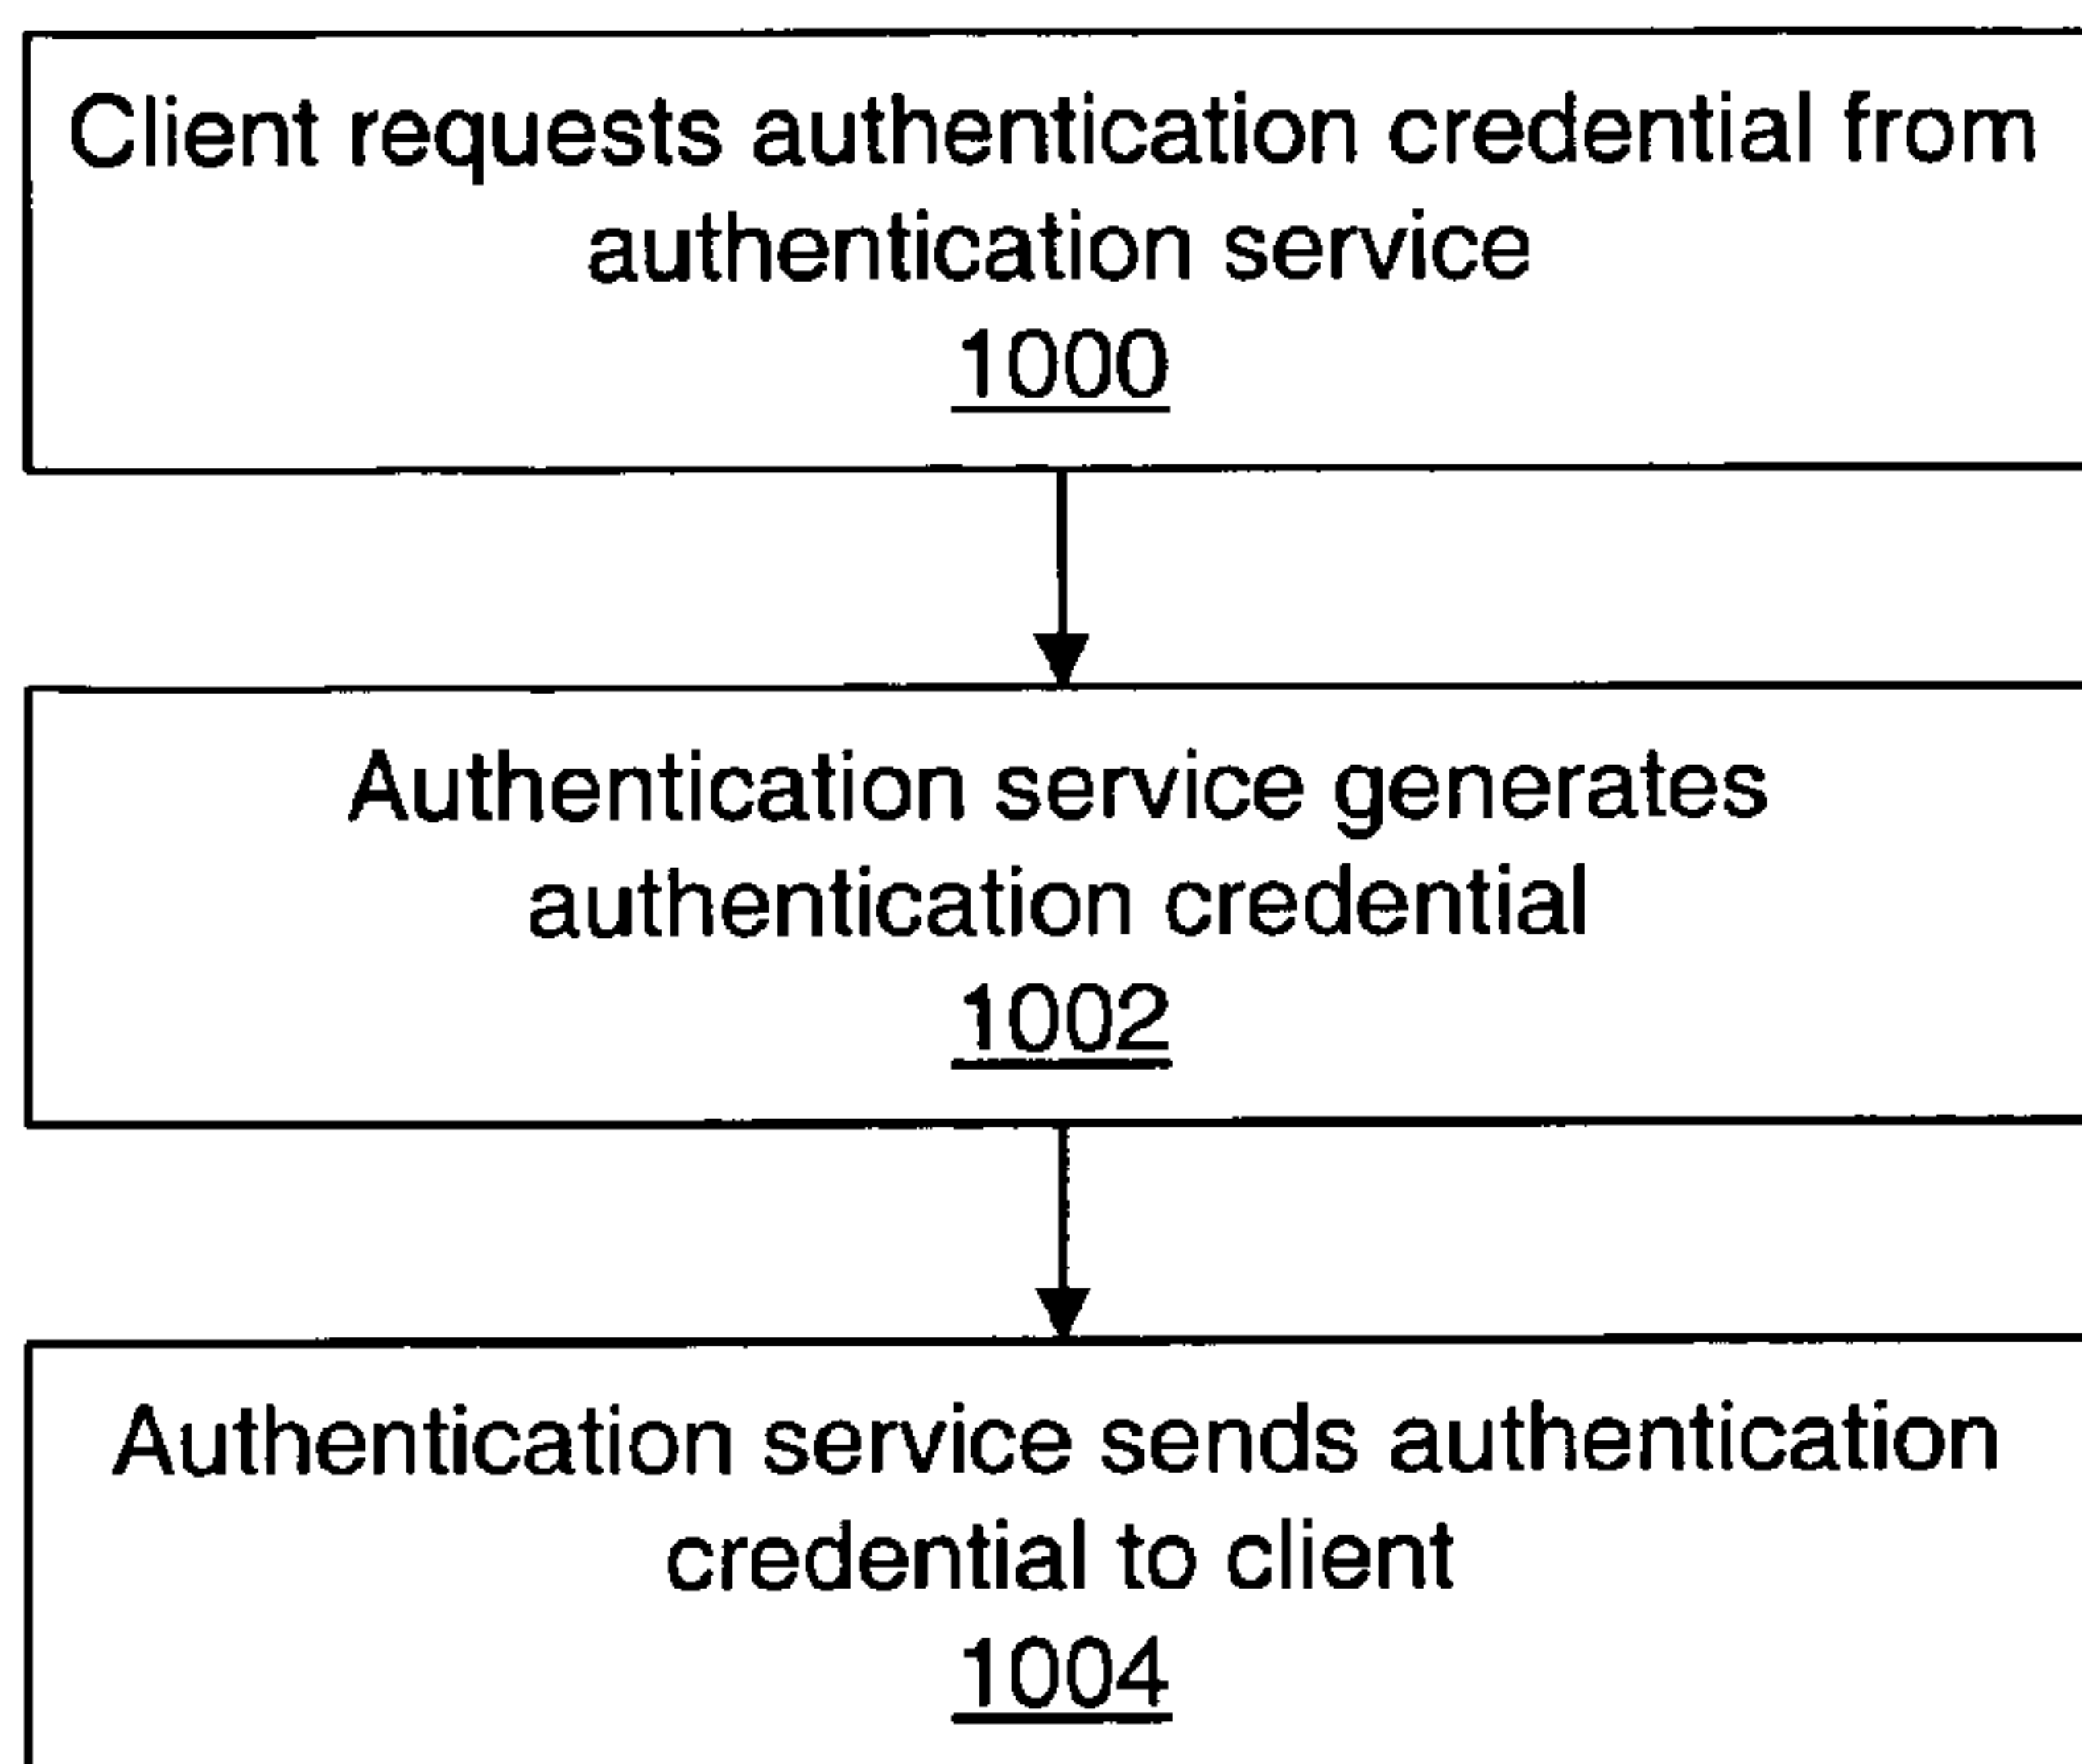 Client requests authentication credential from
authentication service
1000
Authentication service generates
authentication credential
1002
Authentication service sends authentication
credential to client
1004